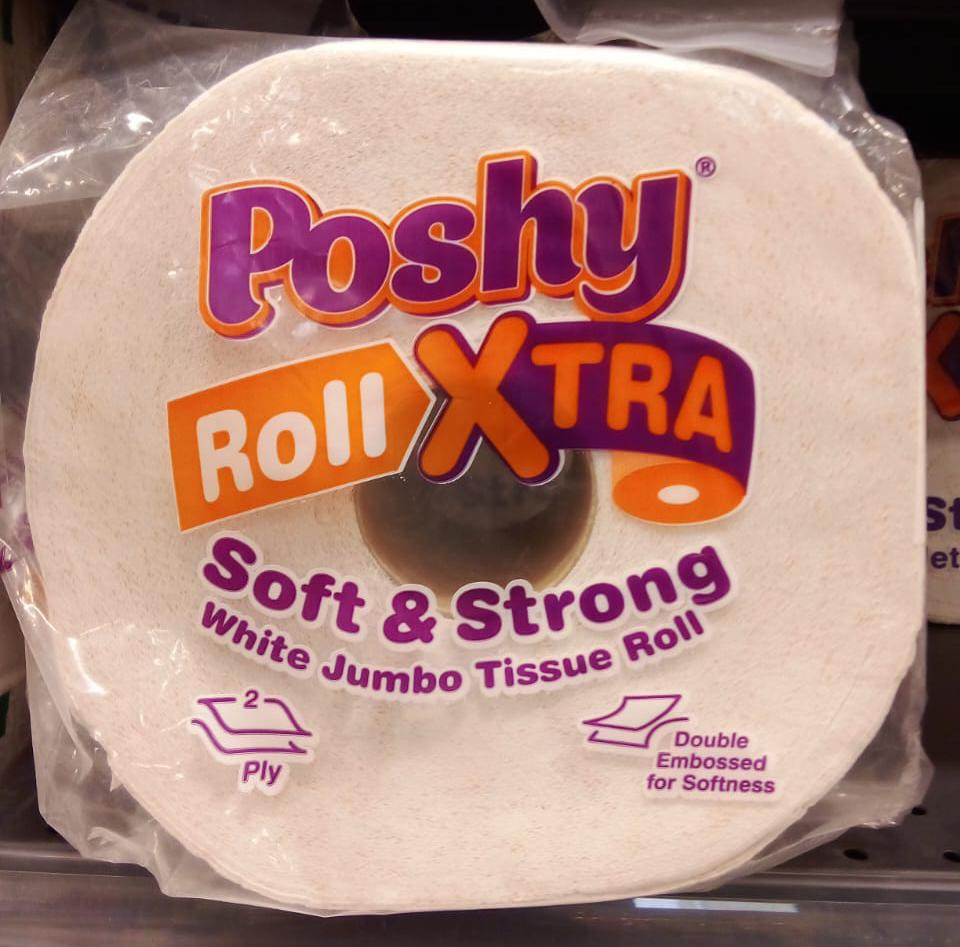 Poshy®
Roll XTRA
Soft & Strong
White Jumbo Tissue Roll
2
Ply
Double
Embossed
for Softness